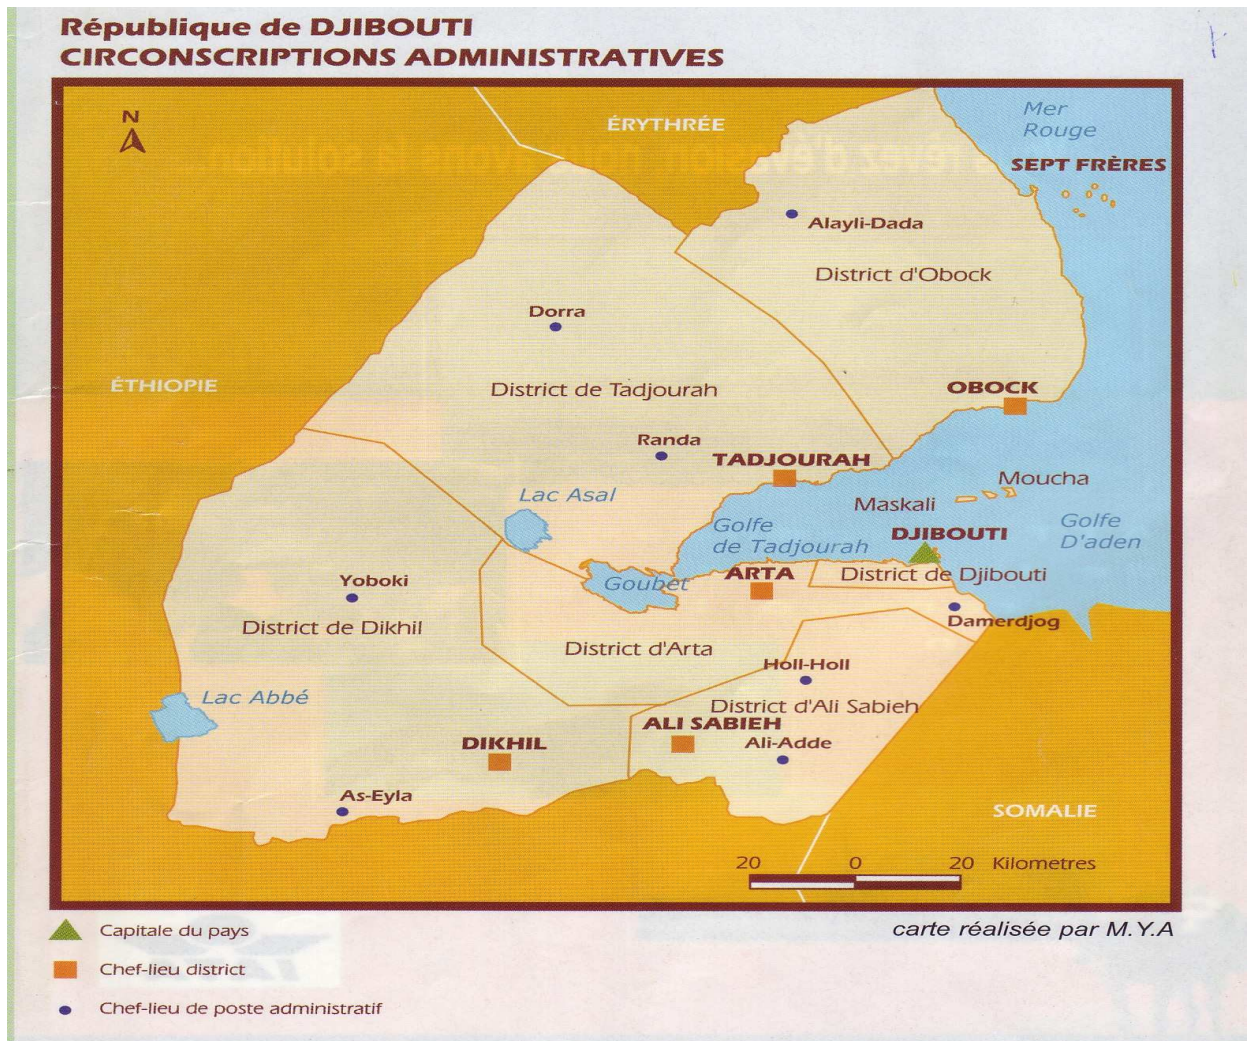 République de DJIBOUTI
CIRCONSCRIPTIONS ADMINISTRATIVES
N
ÉRYTHRÉE
Mer
Rouge
SEPT FRÈRES
Alayli-Dada
District d'Obock
Dorra
ÉTHIOPIE
District de Tadjourah
OBOCK
Randa
TADJOURAH
Lac Asal
Moucha
Maskali
Golfe
de Tadjourah
DJIBOUTI
Golfe
D'aden
ARTA
District de Djibouti
Goubet
Yoboki
Damerdjog
District de Dikhil
District d'Arta
Holl-Holl
Lac Abbé
District d'Ali Sabieh
ALI SABIEH
DIKHIL
Ali-Adde
As-Eyla
SOMALIE
20 0 20 Kilometres
carte réalisée par M.Y.A
Capitale du pays
Chef-lieu district
Chef-lieu de poste administratif